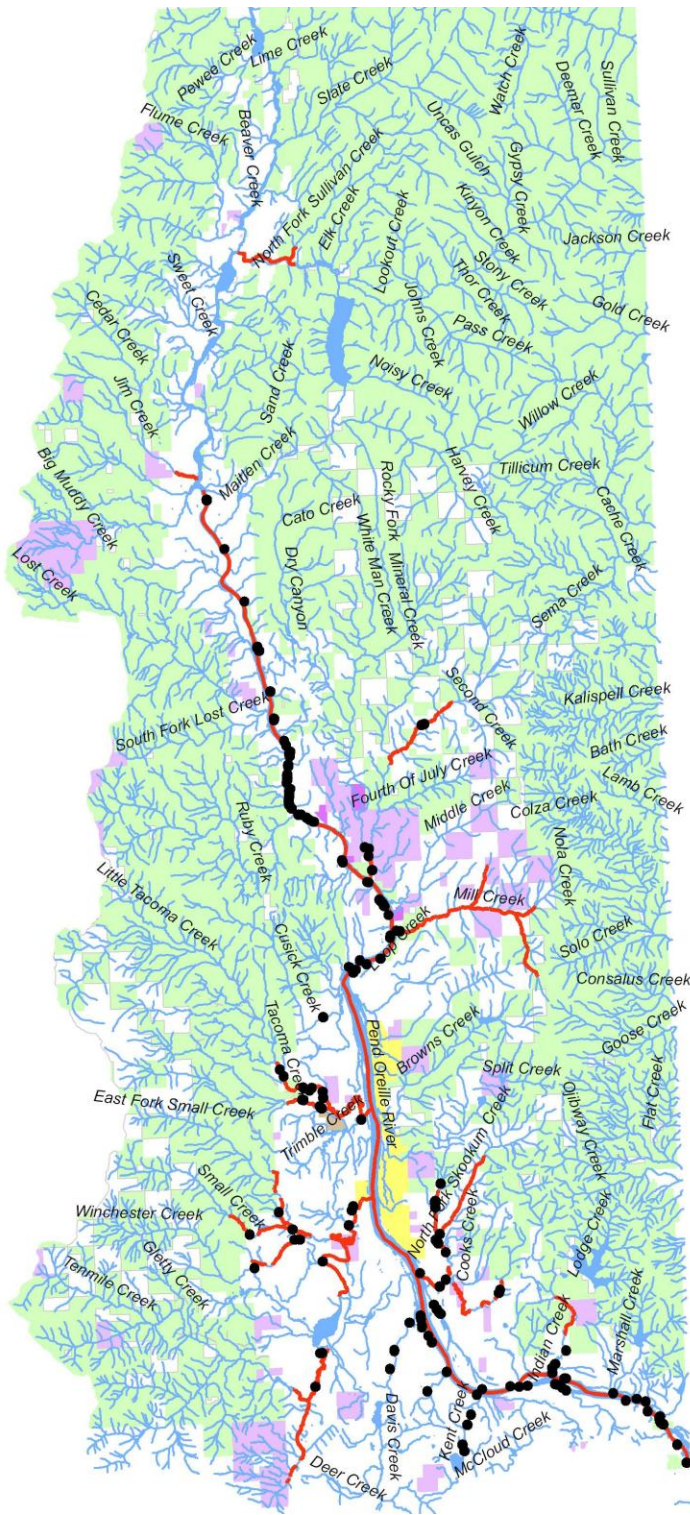 Pewee Creek
Lime Creek
Slate Creek
Watch Creek
Deemer Creek
Sullivan Creek
Flume Creek
Beaver Creek
Uncas Gulch
Gypsy Creek
North Fork Sullivan Creek
Elk Creek
Kinyon Creek
Lookout Creek
Jackson Creek
Sweet Creek
Stony Creek
Thor Creek
Johns Creek
Gold Creek
Cedar Creek
Pass Creek
Sand Creek
Noisy Creek
Jim Creek
Willow Creek
Maitlen Creek
Harvey Creek
Tillicum Creek
Big Muddy Creek
Cato Creek
Rocky Fork
Mineral Creek
Cache Creek
White Man Creek
Dry Canyon
Lost Creek
Sema Creek
Second Creek
Kalispell Creek
South Fork Lost Creek
Bath Creek
Lamb Creek
Fourth Of July Creek
Middle Creek
Colza Creek
Ruby Creek
Nola Creek
Little Tacoma Creek
Mill Creek
Loop Creek
Solo Creek
Cusick Creek
Consalus Creek
Goose Creek
Tacoma Creek
Pend Oreille River
Browns Creek
Split Creek
Flat Creek
East Fork Small Creek
Trimble Creek
Ojibway Creek
North Fork Skookum Creek
Small Creek
Winchester Creek
Cooks Creek
Lodge Creek
Gletty Creek
Tenmile Creek
Indian Creek
Marshall Creek
Davis Creek
Kent Creek
McCloud Creek
Deer Creek